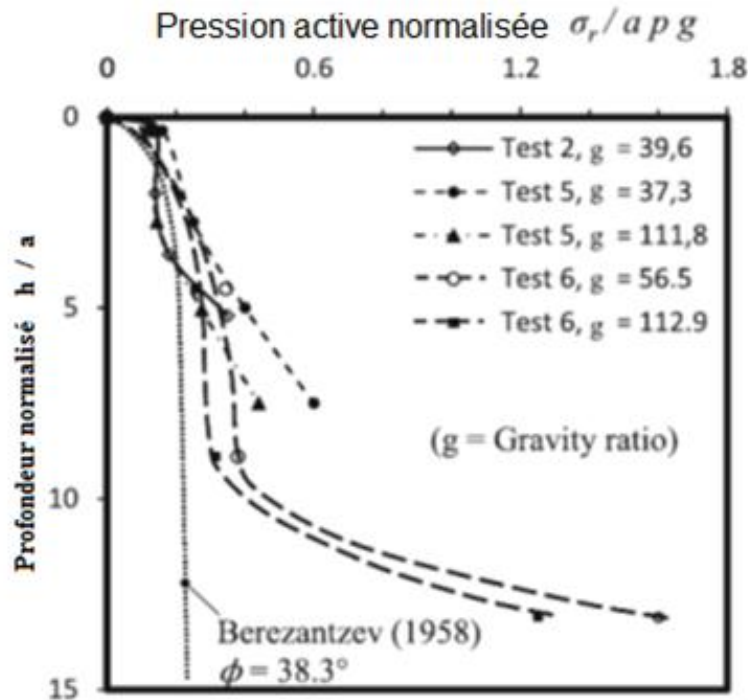 Pression active normalisée σr / a p g
0 0.6 1.2 1.8
0
5
10
15
Profondeur normalisé h / a
Test 2, g = 39,6
Test 5, g = 37,3
Test 5, g = 111,8
Test 6, g = 56.5
Test 6, g = 112.9
(g = Gravity ratio)
Berezantzev (1958)
ϕ = 38.3°